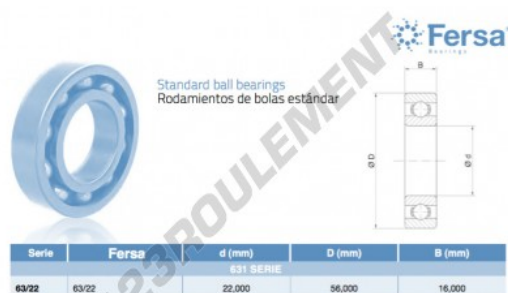 Fersa
Bearings
Standard ball bearings
Rodamientos de bolas estándar
B
Ø D
Ø d
123ROULEMENT
Serie Fersa d (mm) D (mm) B (mm)
631 SERIE
63/22 63/22 22,000 56,000 16,000